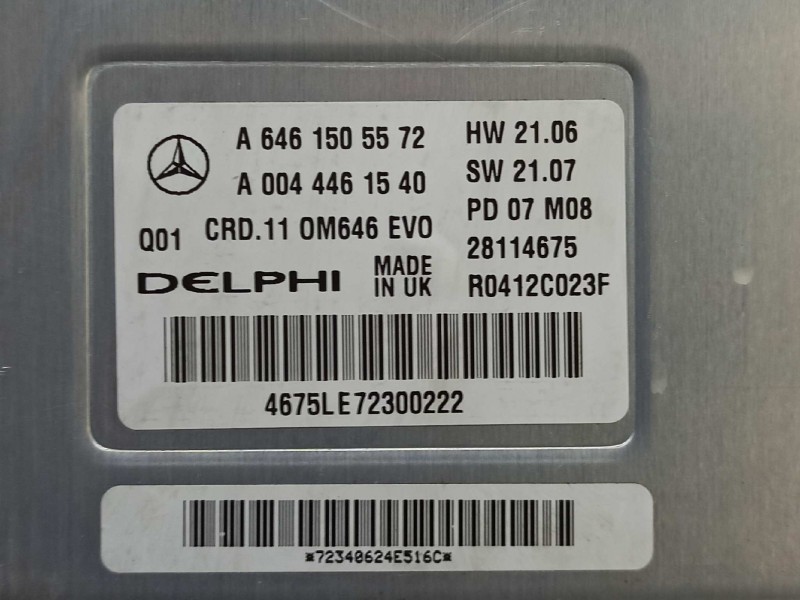 A 646 150 55 72
A 004 446 15 40
Q01 CRD.11 OM646 EVO
DELPHI MADE IN UK
HW 21.06
SW 21.07
PD 07 M08
28114675
R0412C023F
4675LE72300222
*72340624E516C*